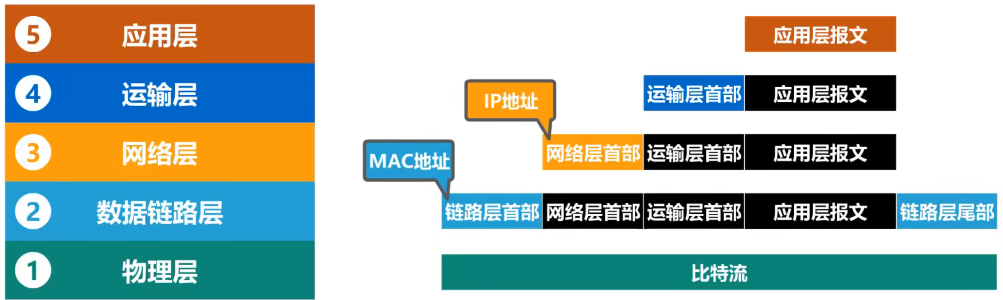 5 应用层 应用层报文
4 运输层 运输层首部 应用层报文
IP地址
3 网络层 网络层首部 运输层首部 应用层报文
MAC地址
2 数据链路层 链路层首部 网络层首部 运输层首部 应用层报文 链路层尾部
1 物理层 比特流